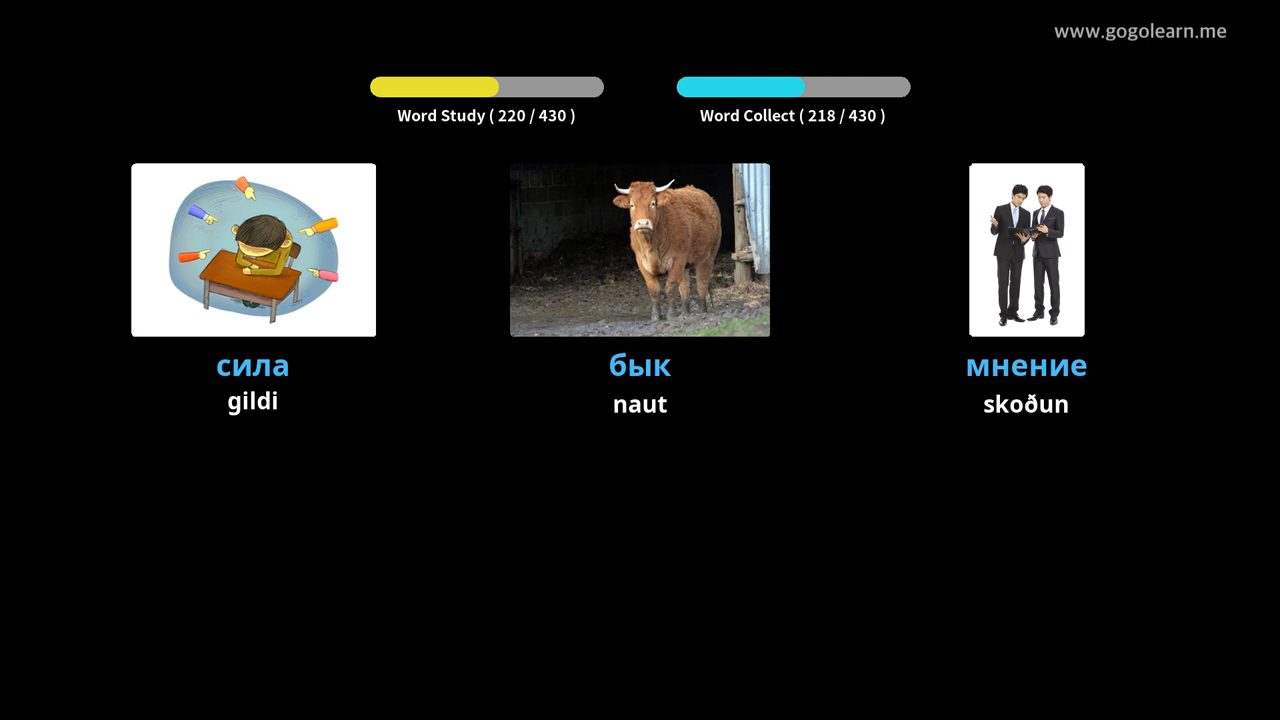 www.gogolearn.me
Word Study ( 220 / 430 )
Word Collect ( 218 / 430 )
сила
бык
мнение
gildi
naut
skoðun